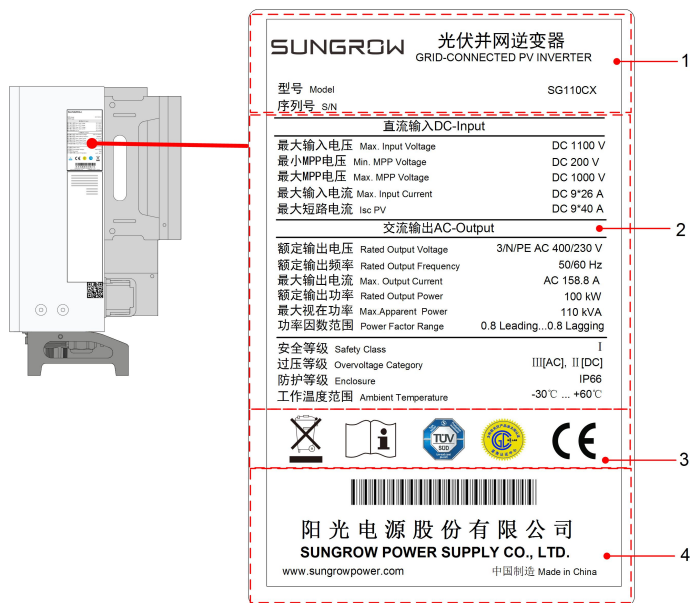 SUNGROW
光伏并网逆变器
GRID-CONNECTED PV INVERTER
1
型号 Model SG110CX
序列号 S/N
直流输入DC-Input
最大输入电压 Max. Input Voltage DC 1100 V
最小MPP电压 Min. MPP Voltage DC 200 V
最大MPP电压 Max. MPP Voltage DC 1000 V
最大输入电流 Max. Input Current DC 9*26 A
最大短路电流 Isc PV DC 9*40 A
交流输出AC-Output
2
额定输出电压 Rated Output Voltage 3/N/PE AC 400/230 V
额定输出频率 Rated Output Frequency 50/60 Hz
最大输出电流 Max. Output Current AC 158.8 A
额定输出功率 Rated Output Power 100 kW
最大视在功率 Max.Apparent Power 110 kVA
功率因数范围 Power Factor Range 0.8 Leading...0.8 Lagging
安全等级 Safety Class I
过压等级 Overvoltage Category III[AC], II[DC]
防护等级 Enclosure IP66
工作温度范围 Ambient Temperature -30℃ ... +60℃
TÜV
SÜD
CE
3
阳光电源股份有限公司
SUNGROW POWER SUPPLY CO., LTD.
4
www.sungrowpower.com 中国制造 Made in China